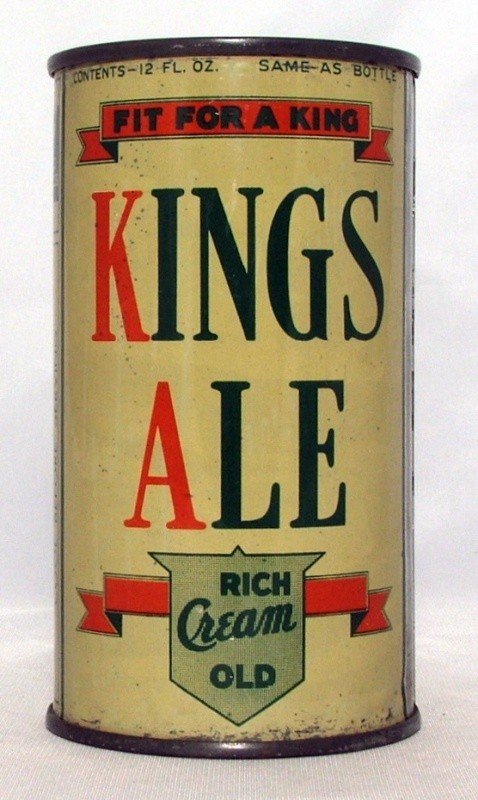 CONTENTS-12 FL. OZ. SAME AS BOTTLE
FIT FOR A KING
KINGS
ALE
RICH
Cream
OLD